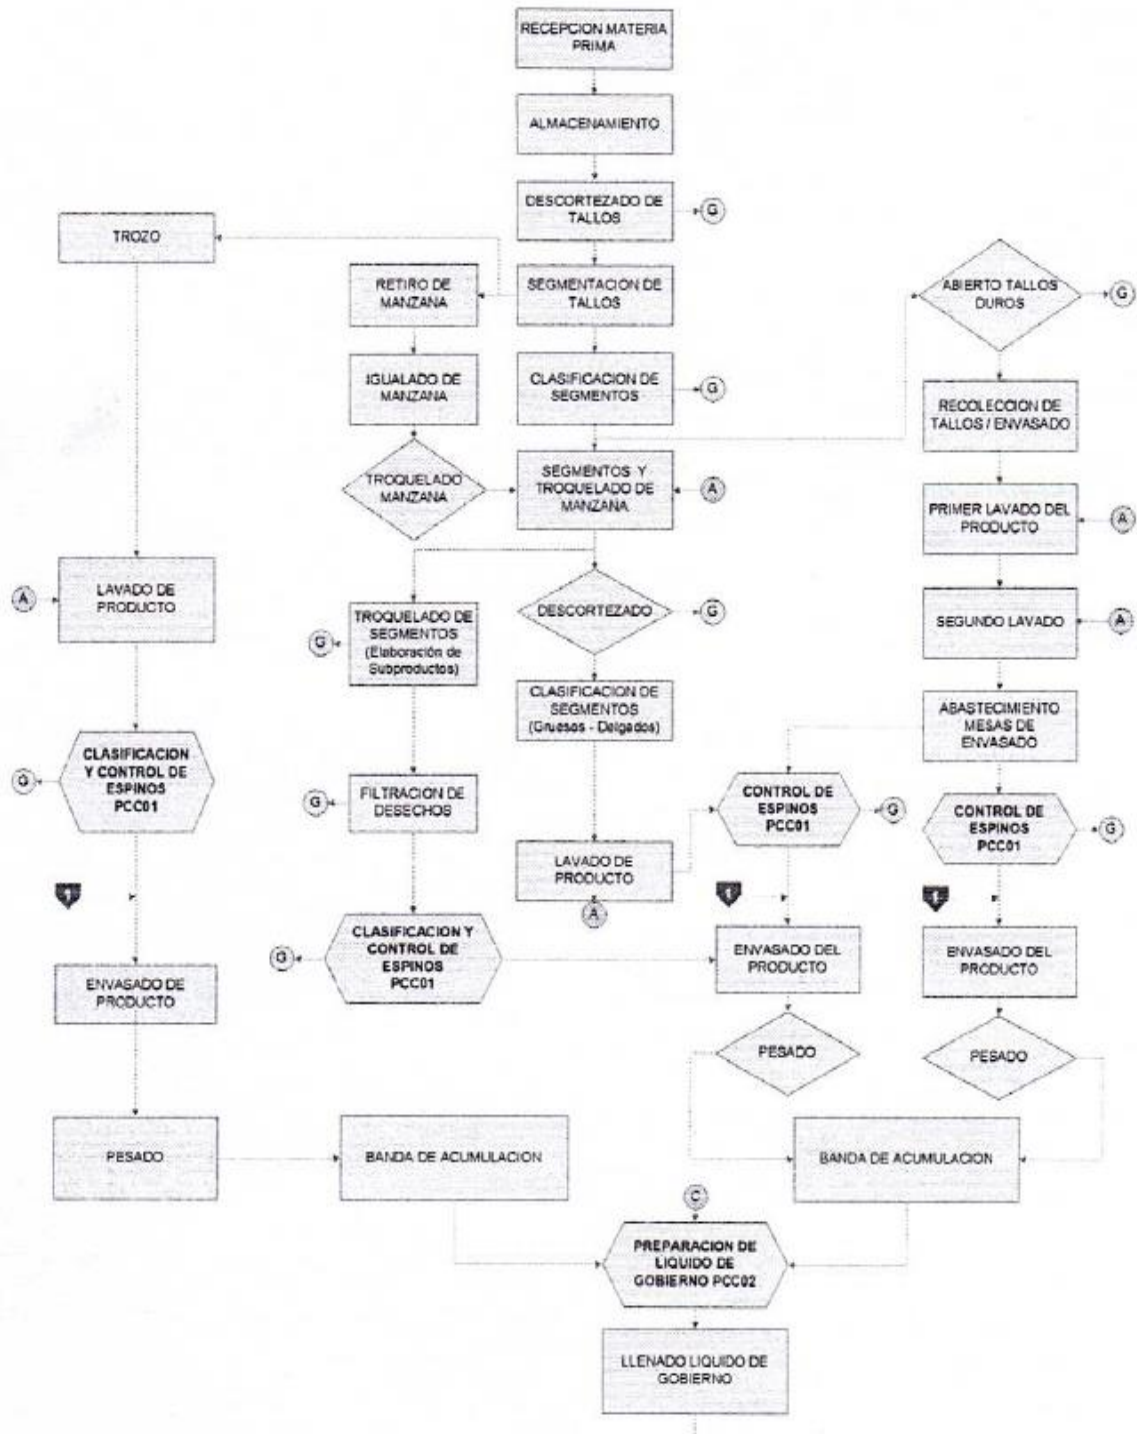 RECEPCION MATERIA
PRIMA
ALMACENAMIENTO
DESCORTEZADO DE
TALLOS
G
TROZO
RETIRO DE
MANZANA
SEGMENTACION DE
TALLOS
ABIERTO TALLOS
DUROS
G
IGUALADO DE
MANZANA
CLASIFICACION DE
SEGMENTOS
G
RECOLECCION DE
TALLOS / ENVASADO
TROQUELADO
MANZANA
SEGMENTOS Y
TROQUELADO DE
MANZANA
A
PRIMER LAVADO DEL
PRODUCTO
A
A
LAVADO DE
PRODUCTO
G
TROQUELADO DE
SEGMENTOS
(Elaboración de
Subproductos)
DESCORTEZADO
G
SEGUNDO LAVADO
A
CLASIFICACION DE
SEGMENTOS
(Gruesos - Delgados)
ABASTECIMIENTO
MESAS DE
ENVASADO
G
CLASIFICACION
Y CONTROL DE
ESPINOS
PCC01
G
FILTRACION DE
DESECHOS
CONTROL DE
ESPINOS
PCC01
G
CONTROL DE
ESPINOS
PCC01
G
LAVADO DE
PRODUCTO
A
1
1
1
G
CLASIFICACION Y
CONTROL DE
ESPINOS
PCC01
ENVASADO DEL
PRODUCTO
ENVASADO DEL
PRODUCTO
ENVASADO DE
PRODUCTO
PESADO
PESADO
PESADO
BANDA DE ACUMULACION
BANDA DE ACUMULACION
C
PREPARACION DE
LIQUIDO DE
GOBIERNO PCC02
LLENADO LIQUIDO DE
GOBIERNO